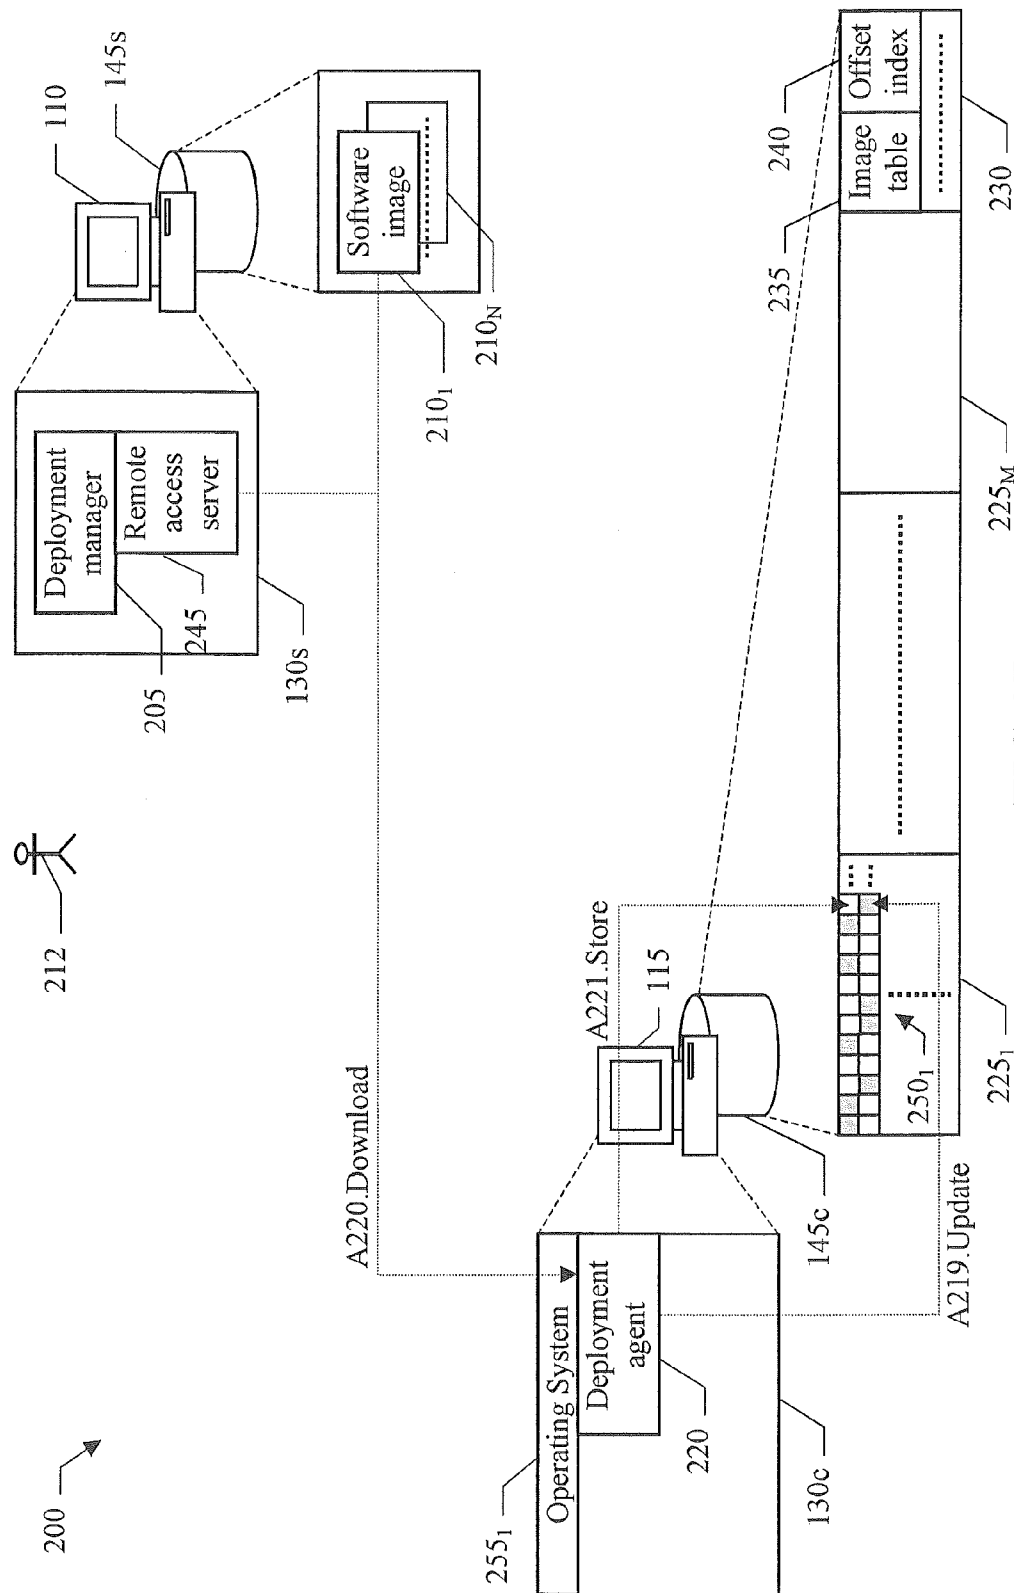 200
212
Deployment
manager
Remote
access
server
205
245
130s
110
145s
Software
image
210₁
210N
A220.Download
255₁
Operating System
Deployment
agent
220
130c
A221.Store
115
145c
A219.Update
250₁
225₁
225M
235
240
Image
table
Offset
index
230